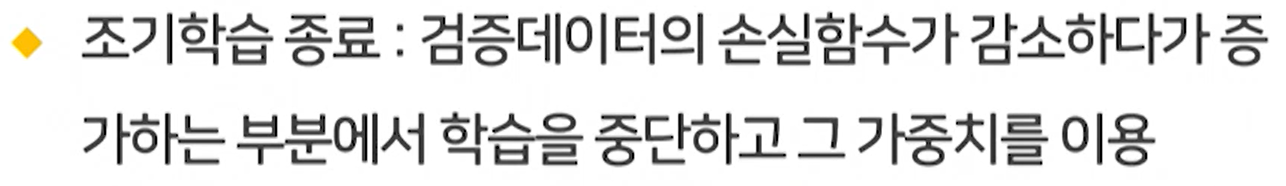 ◆ 조기학습 종료 : 검증데이터의 손실함수가 감소하다가 증
가하는 부분에서 학습을 중단하고 그 가중치를 이용